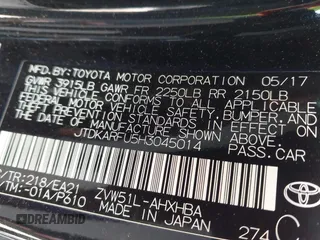 MFD.BY:TOYOTA MOTOR CORPORATION 05/17
GVWR 3915LB GAWR FR 2250LB RR 2150LB
THIS VEHICLE CONFORMS TO ALL APPLICABLE
FEDERAL MOTOR VEHICLE SAFETY, BUMPER, AND
THEFT PREVENTION STANDARDS IN EFFECT ON
THE DATE OF MANUFACTURE SHOWN ABOVE.
JTDKARFU5H3045014
PASS. CAR
/TR:218/EA21
ZVW51L-AHXHBA
/TM:-01A/P610
MADE IN JAPAN
TOYOTA
274